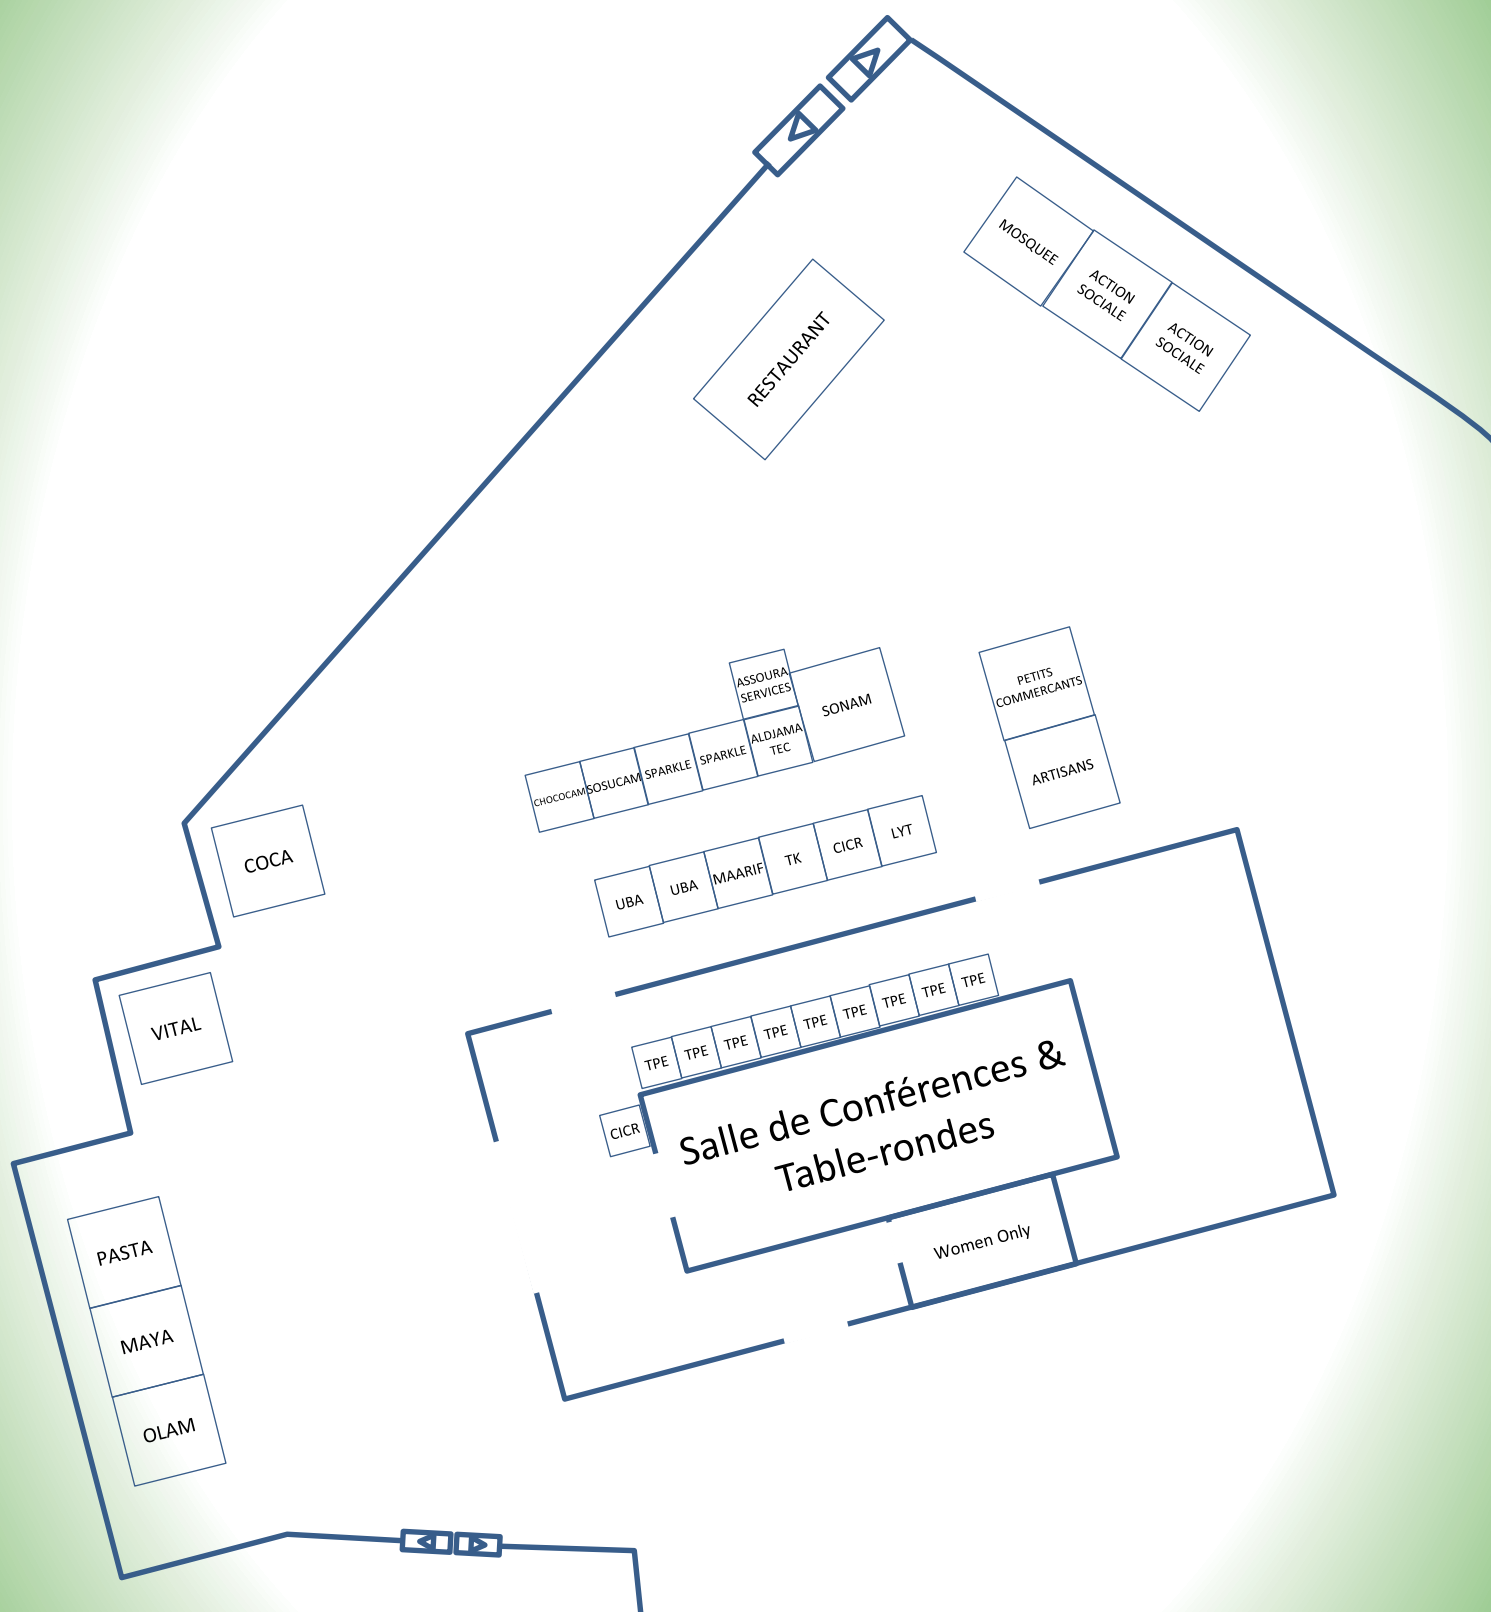 MOSQUEE
ACTION
SOCIALE
ACTION
SOCIALE
RESTAURANT
PETITS
COMMERCANTS
ARTISANS
ASSOURA
SERVICES
SONAM
CHOCOCAM
SOSUCAM
SPARKLE
SPARKLE
ALDJAMA
TEC
COCA
UBA
UBA
MAARIF
TK
CICR
LYT
VITAL
TPE
TPE
TPE
TPE
TPE
TPE
TPE
TPE
TPE
CICR
Salle de Conférences &
Table-rondes
Women Only
PASTA
MAYA
OLAM